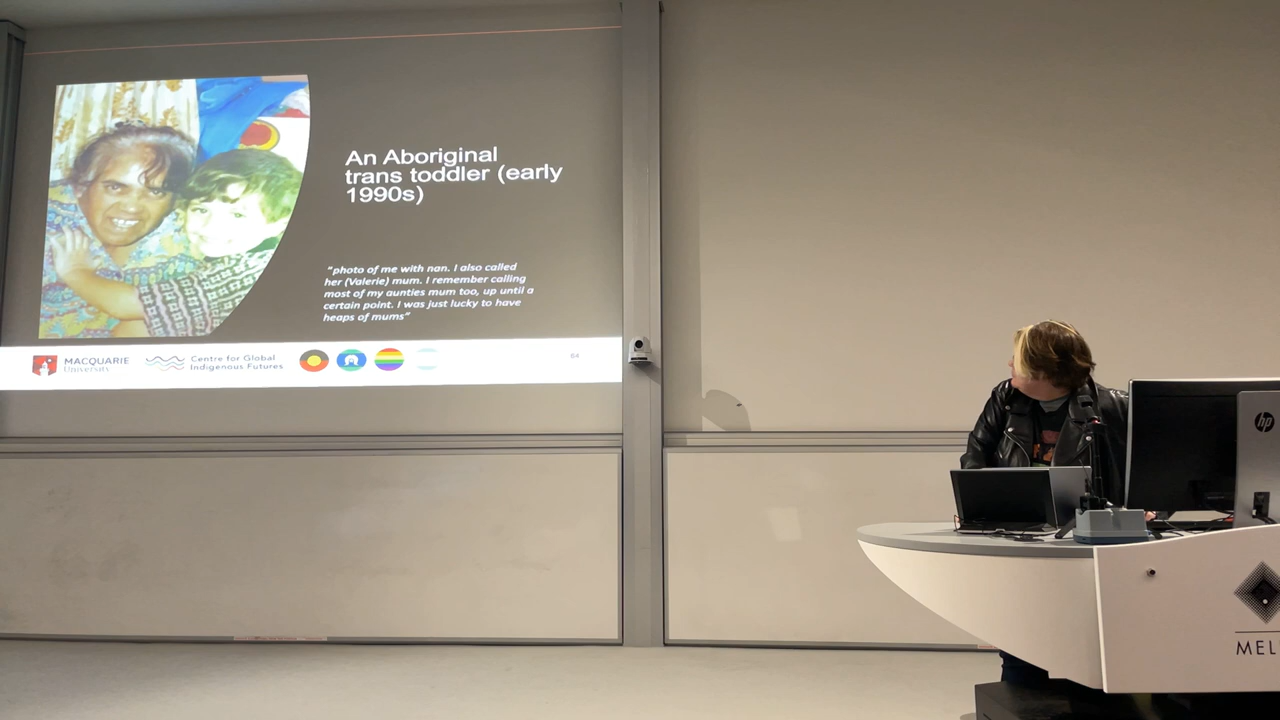 An Aboriginal
trans toddler (early
1990s)
"photo of me with nan. I also called
her (Valerie) mum. I remember calling
most of my aunties mum too, up until a
certain point. I was just lucky to have
heaps of mums"
MACQUARIE
University
Centre for Global
Indigenous Futures
64
hp
MEL